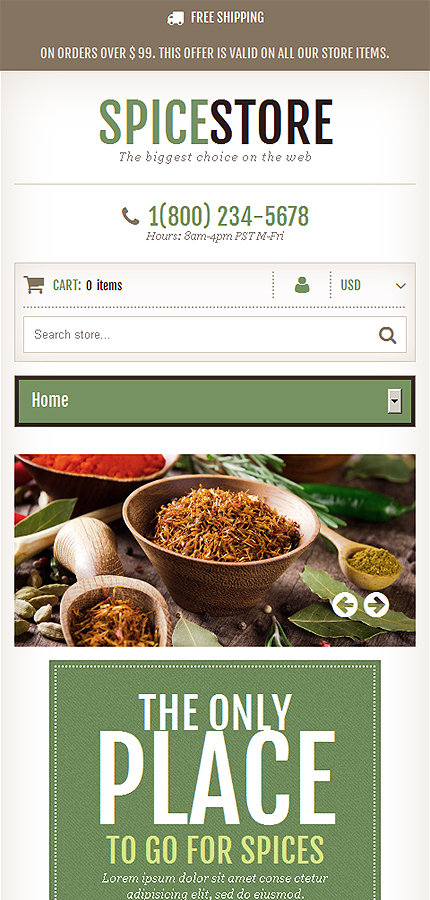 FREE SHIPPING
ON ORDERS OVER $ 99. THIS OFFER IS VALID ON ALL OUR STORE ITEMS.
SPICESTORE
The biggest choice on the web
1(800) 234-5678
Hours: 8am-4pm PST M-Fri
CART: 0 items
USD
Search store...
Home
THE ONLY
PLACE
TO GO FOR SPICES
Lorem ipsum dolor sit amet conse ctetur
adipisicing elit, sed do eiusmod.